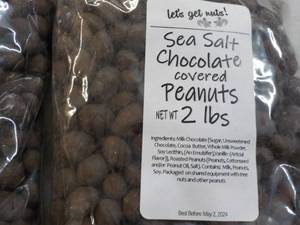 let's get nuts!
Sea Salt
Chocolate
covered
Peanuts
NET WT 2 lbs
Ingredients: Milk Chocolate [Sugar, Unsweetened
Chocolate, Cocoa Butter, Whole Milk Powder,
Soy Lecithin, (An Emulsifier), Vanillin- (Artificial
Flavor)], Roasted Peanuts (Peanuts, Cottonseed
and/or Peanut Oil, Salt). Contains: Milk, Peanuts,
Soy. Packaged on shared equipment with tree
nuts and other peanuts.
Best Before: May 2, 2024